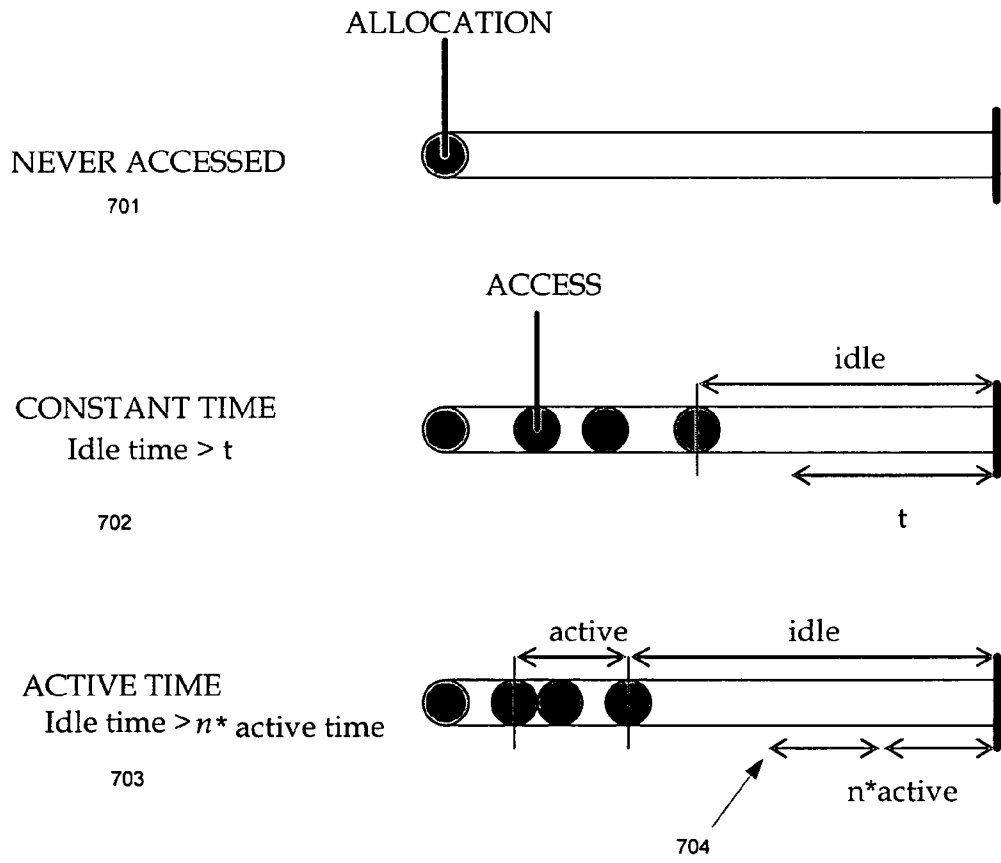 ALLOCATION
NEVER ACCESSED
701
ACCESS
idle
CONSTANT TIME
Idle time > t
702
t
active
idle
ACTIVE TIME
Idle time > n* active time
703
n*active
704